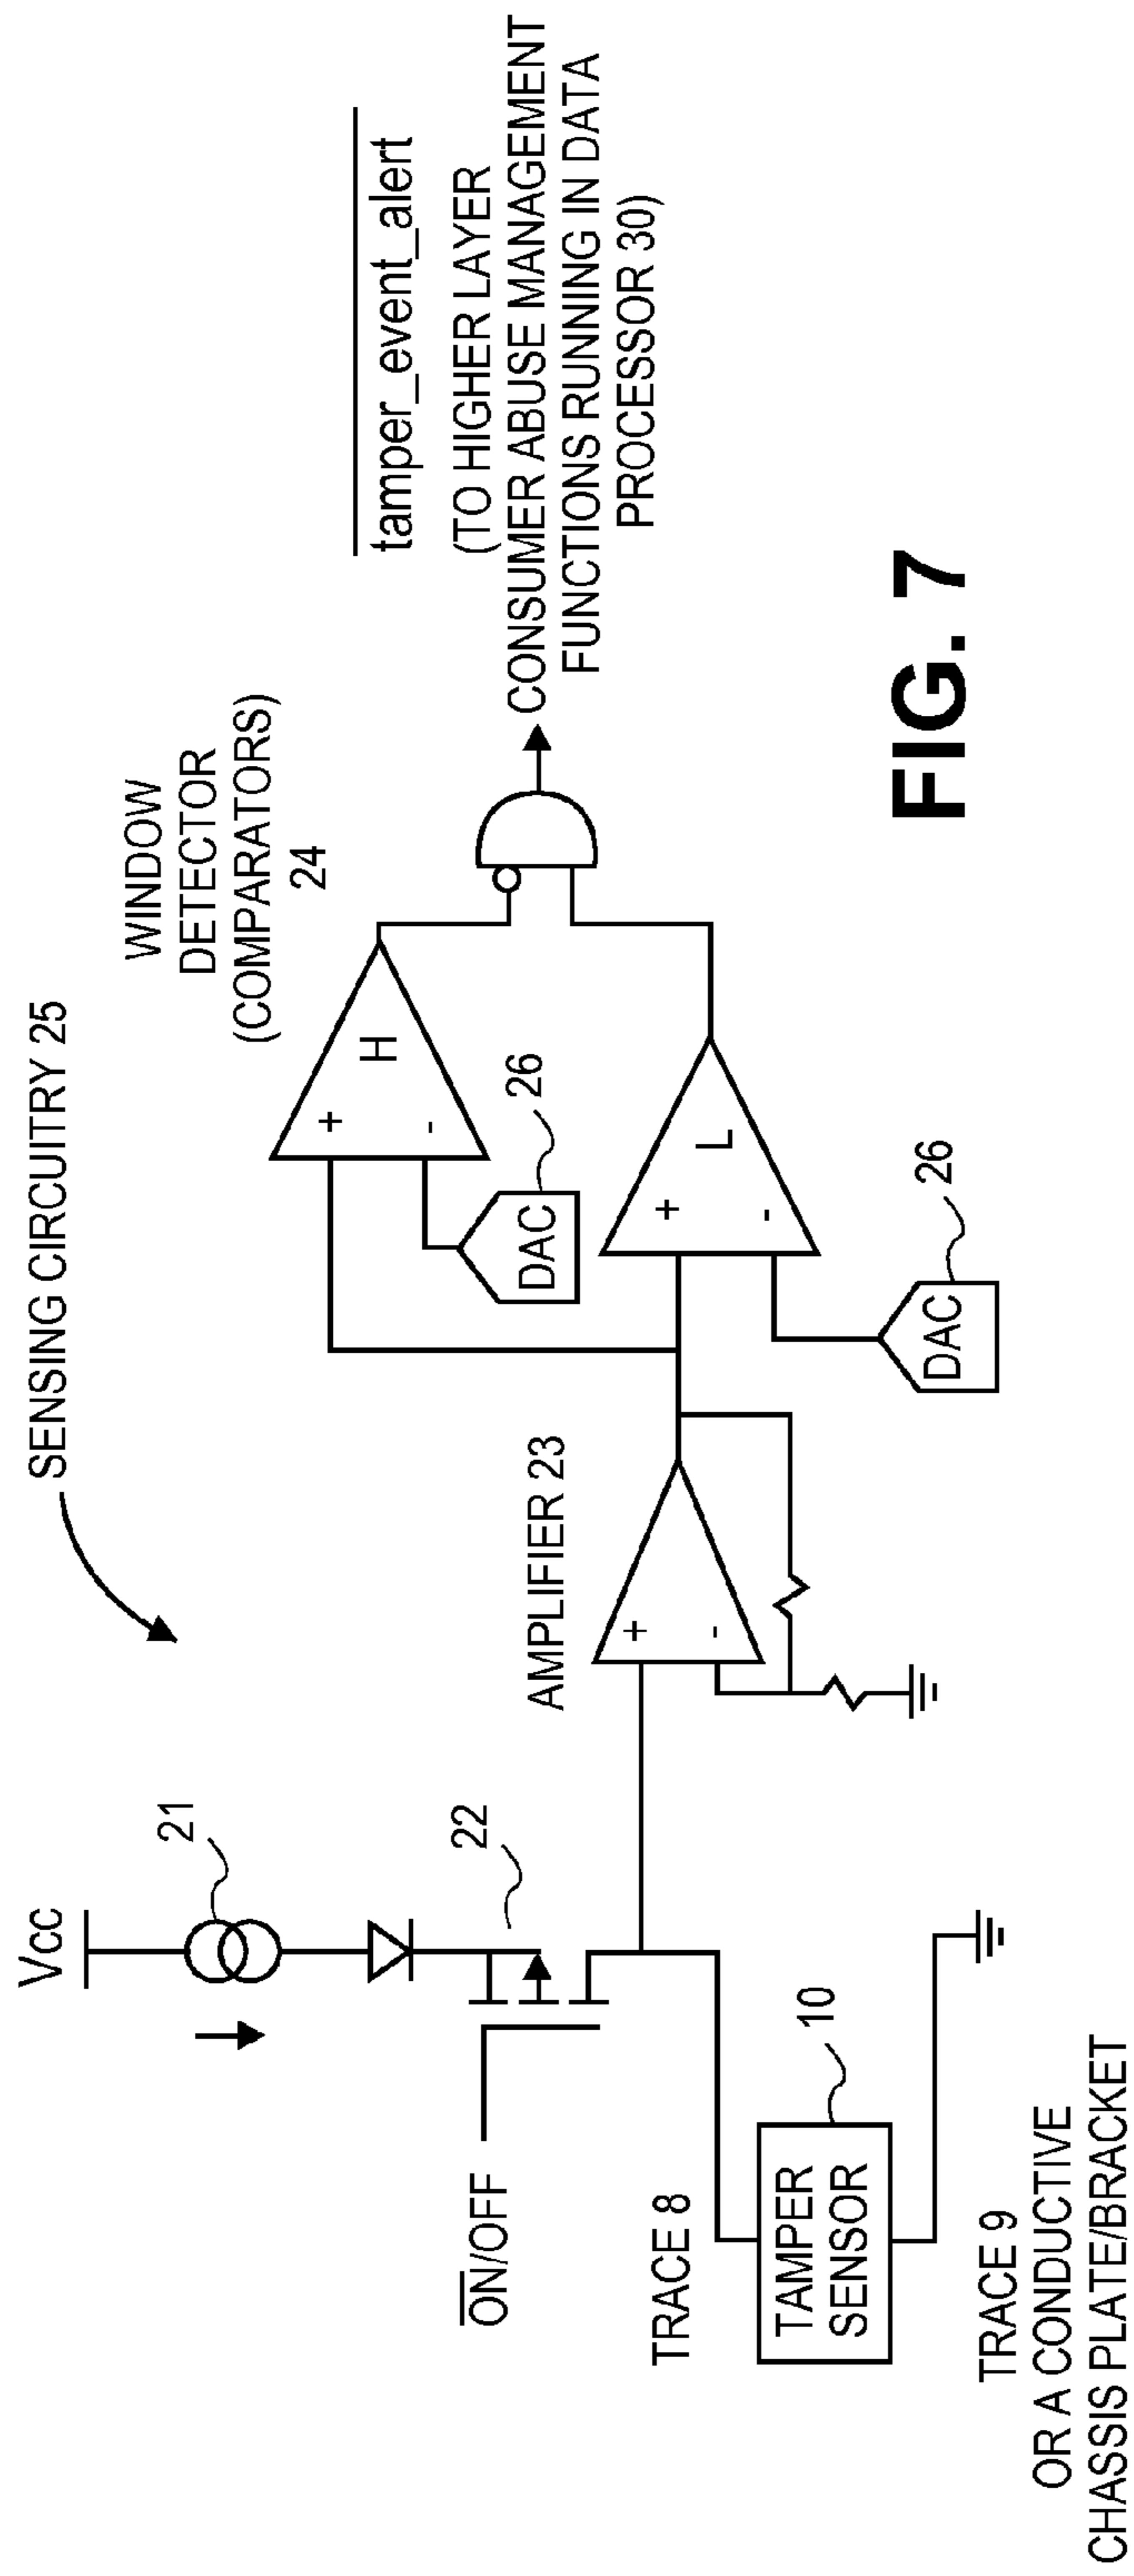 SENSING CIRCUITRY 25
VCC
21
22
ON/OFF
TRACE 8
TAMPER
SENSOR
10
TRACE 9
OR A CONDUCTIVE
CHASSIS PLATE/BRACKET
AMPLIFIER 23
+
-
WINDOW
DETECTOR
(COMPARATORS)
24
+
-
H
DAC
26
+
-
L
DAC
26
tamper_event_alert
(TO HIGHER LAYER
CONSUMER ABUSE MANAGEMENT
FUNCTIONS RUNNING IN DATA
PROCESSOR 30)
FIG. 7